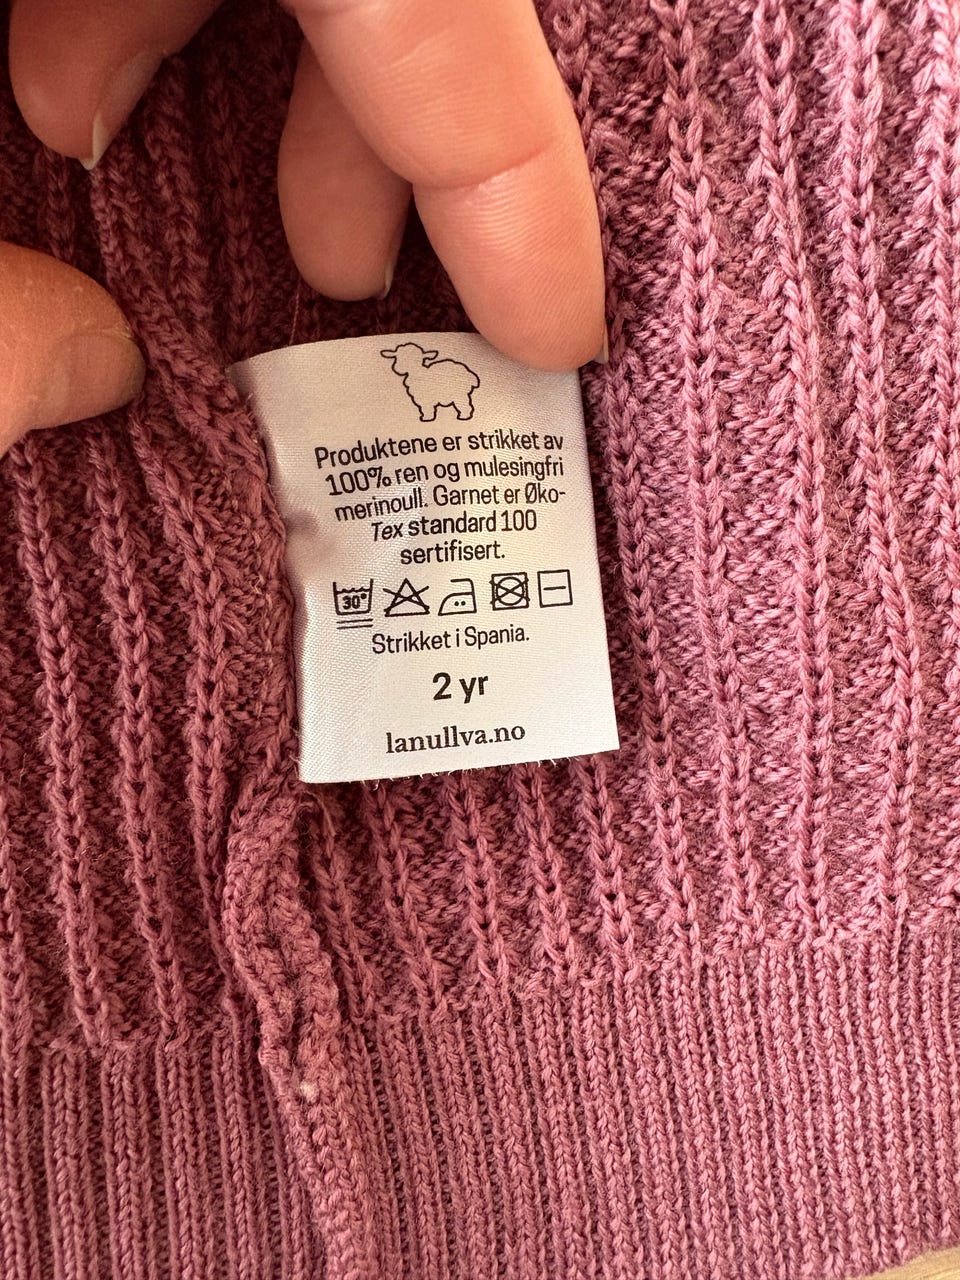 Produktene er strikket av
100% ren og mulesingfri
merinoull. Garnet er Øko-
Tex standard 100
sertifisert.
30°
Strikket i Spania.
2 yr
lanullva.no